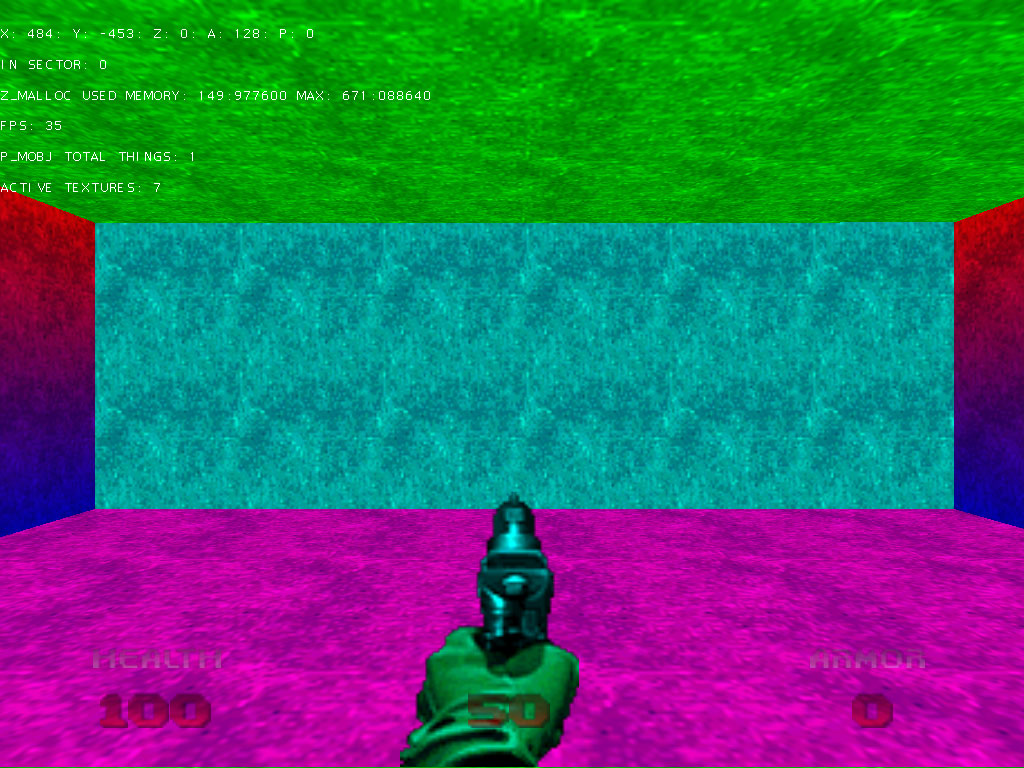 X: 484: Y: -453: Z: 0: A: 128: P: 0
IN SECTOR: 0
Z_MALLOC USED MEMORY: 149:977600 MAX: 671:088640
FPS: 35
P_MOBJ TOTAL THINGS: 1
ACTIVE TEXTURES: 7
HEALTH ARMOR
100 50 0